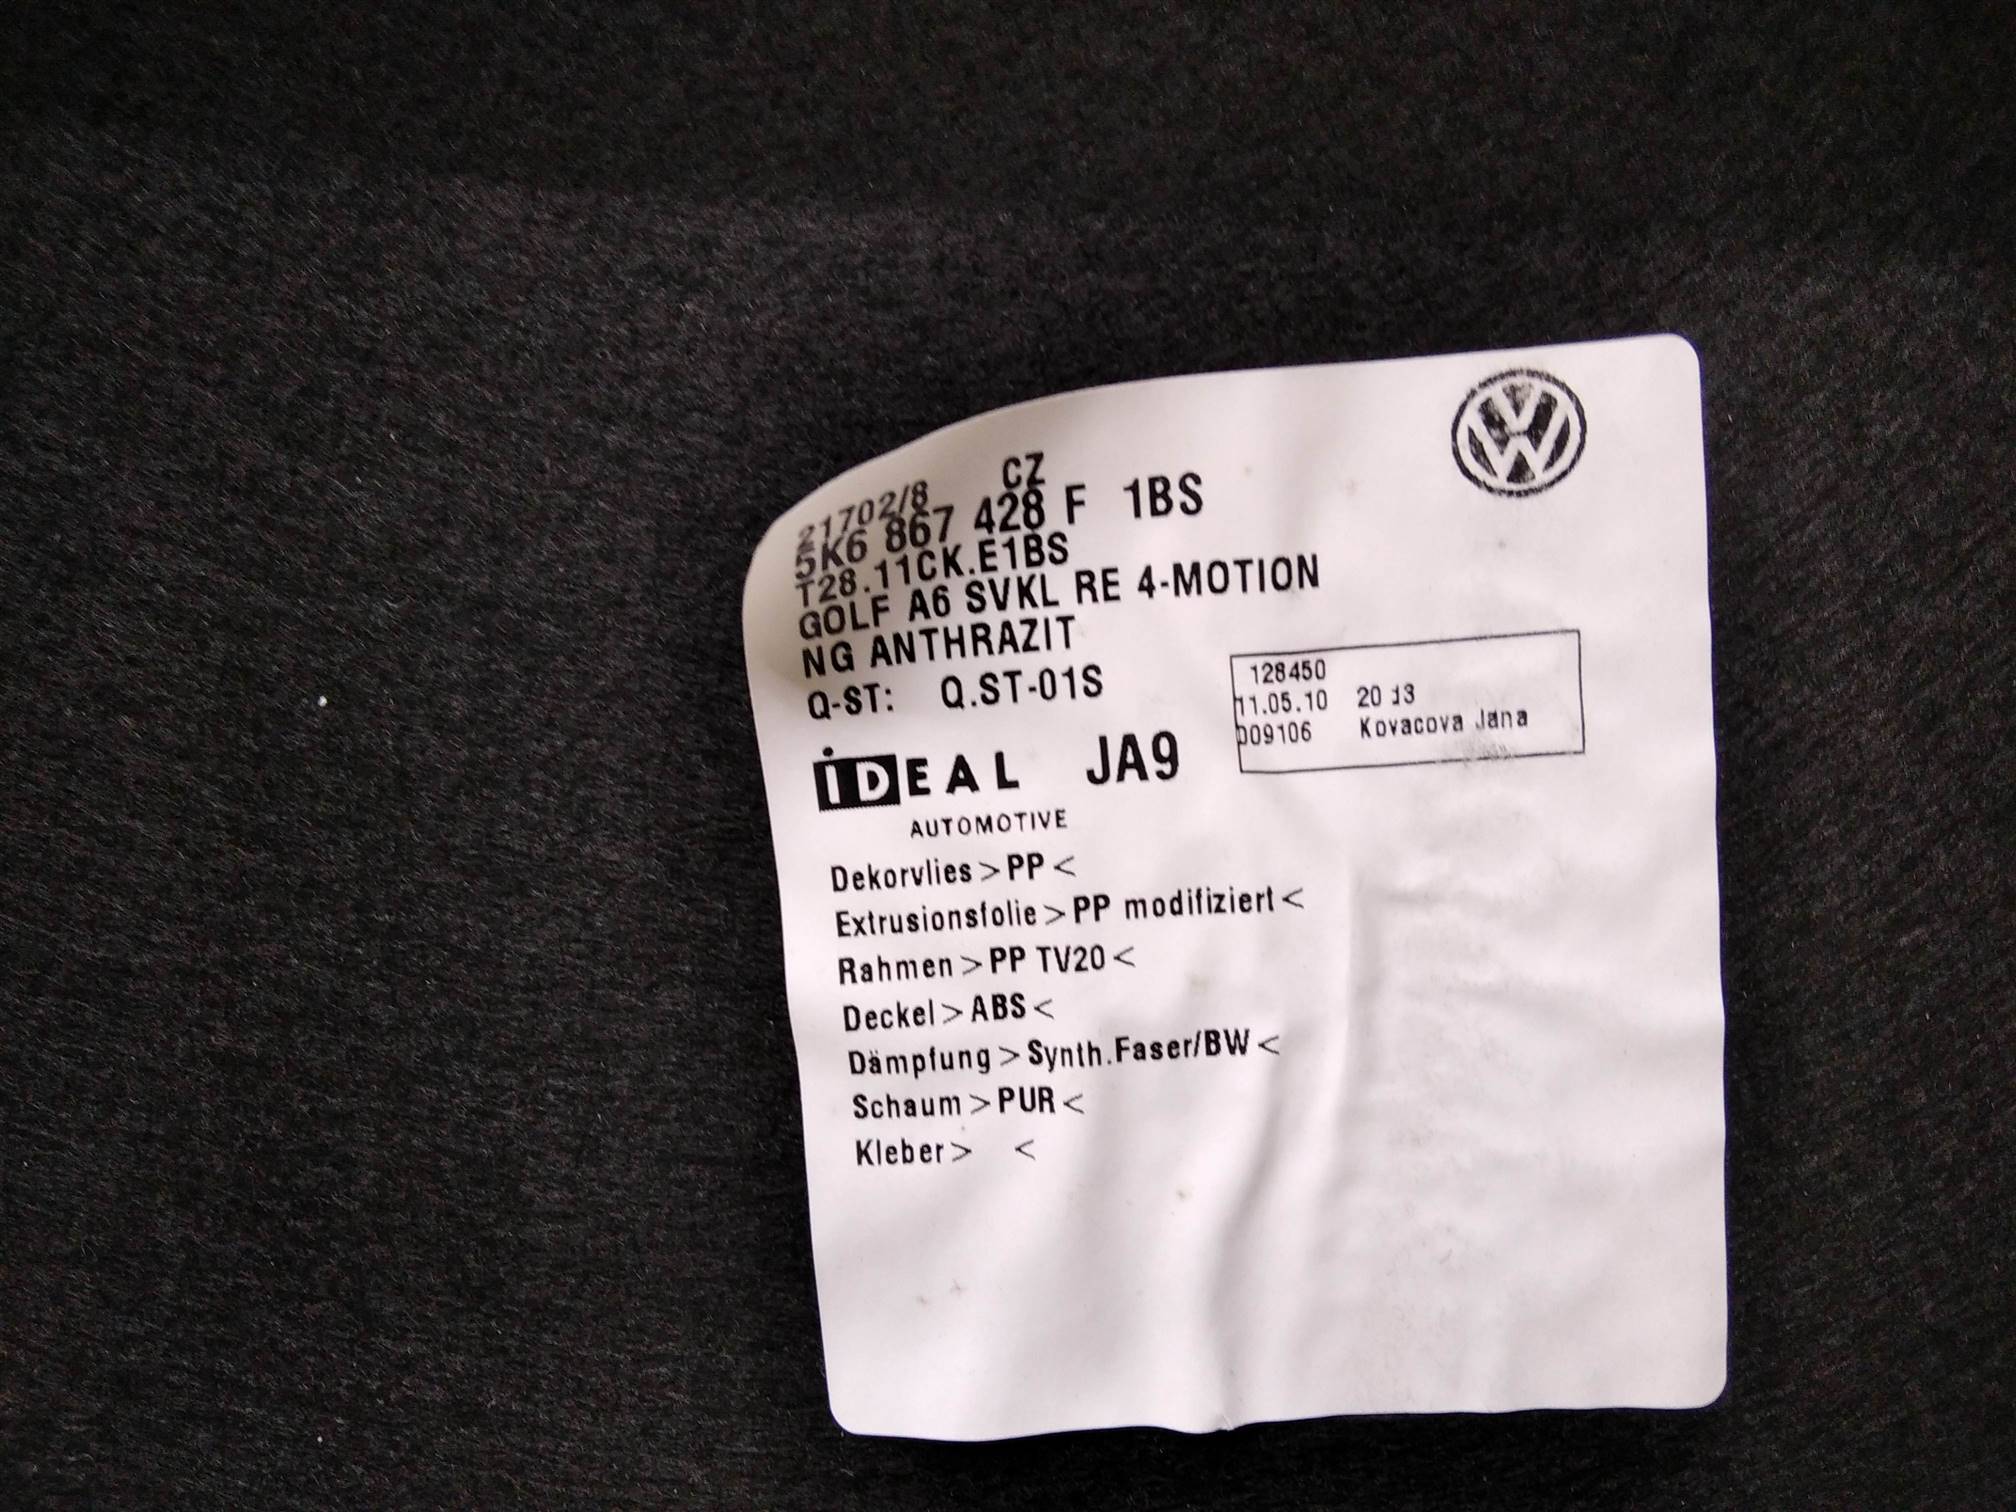 21702/8 CZ
5K6 867 428 F 1BS
T28.11CK.E1BS
GOLF A6 SVKL RE 4-MOTION
NG ANTHRAZIT
Q-ST: Q.ST-01S
128450
11.05.10 20 13
009106 Kovacova Jana
iDEAL JA9
AUTOMOTIVE
Dekorvlies >PP<
Extrusionsfolie >PP modifiziert<
Rahmen >PP TV20<
Deckel >ABS<
Dämpfung >Synth.Faser/BW<
Schaum >PUR<
Kleber > <